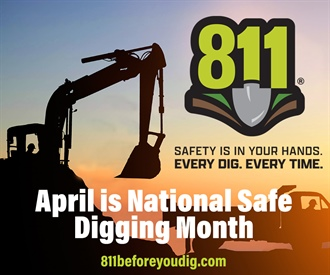 811®
SAFETY IS IN YOUR HANDS.
EVERY DIG. EVERY TIME.
April is National Safe
Digging Month
811beforeyoudig.com